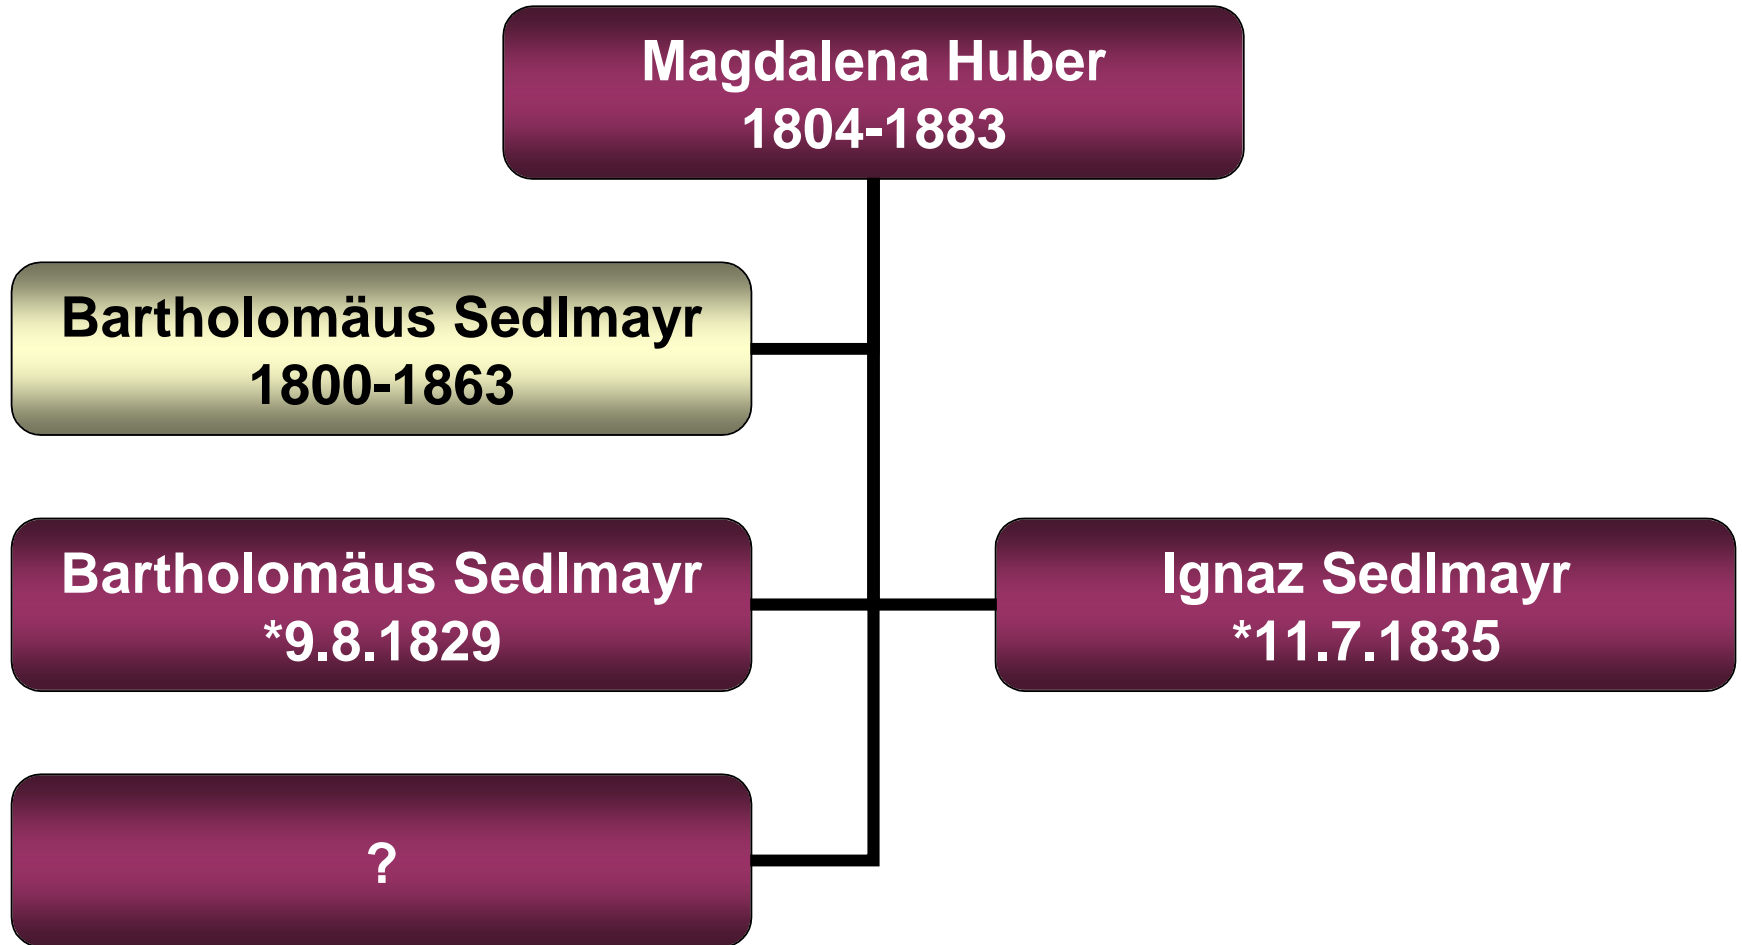 Magdalena Huber
1804-1883
Bartholomäus Sedlmayr
1800-1863
Bartholomäus Sedlmayr
*9.8.1829
Ignaz Sedlmayr
*11.7.1835
?